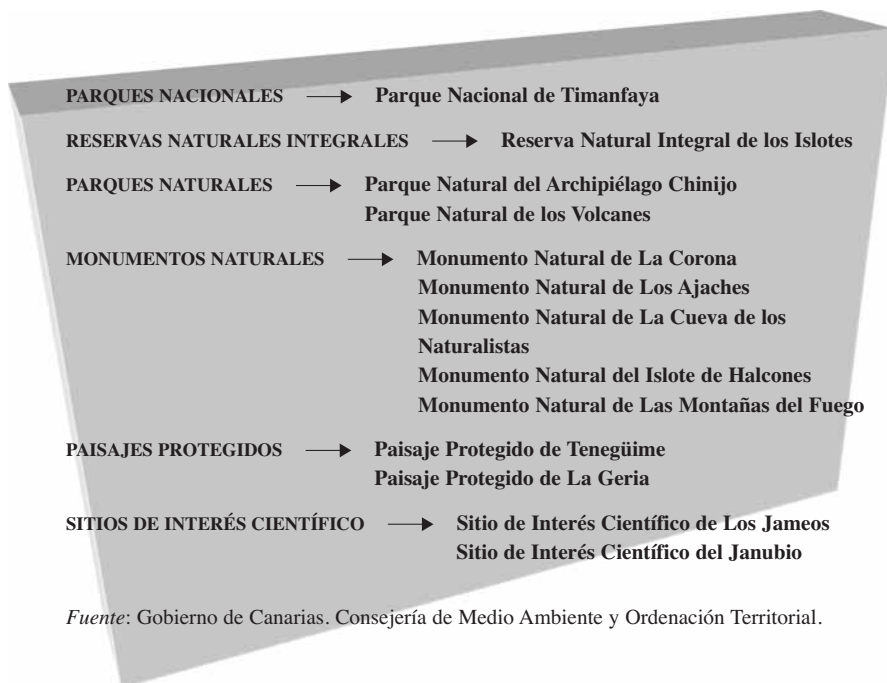 PARQUES NACIONALES → Parque Nacional de Timanfaya
RESERVAS NATURALES INTEGRALES → Reserva Natural Integral de los Islotes
PARQUES NATURALES → Parque Natural del Archipiélago Chinijo
Parque Natural de los Volcanes
MONUMENTOS NATURALES → Monumento Natural de La Corona
Monumento Natural de Los Ajaches
Monumento Natural de La Cueva de los
Naturalistas
Monumento Natural del Islote de Halcones
Monumento Natural de Las Montañas del Fuego
PAISAJES PROTEGIDOS → Paisaje Protegido de Tenegüime
Paisaje Protegido de La Geria
SITIOS DE INTERÉS CIENTÍFICO → Sitio de Interés Científico de Los Jameos
Sitio de Interés Científico del Janubio
Fuente: Gobierno de Canarias. Consejería de Medio Ambiente y Ordenación Territorial.